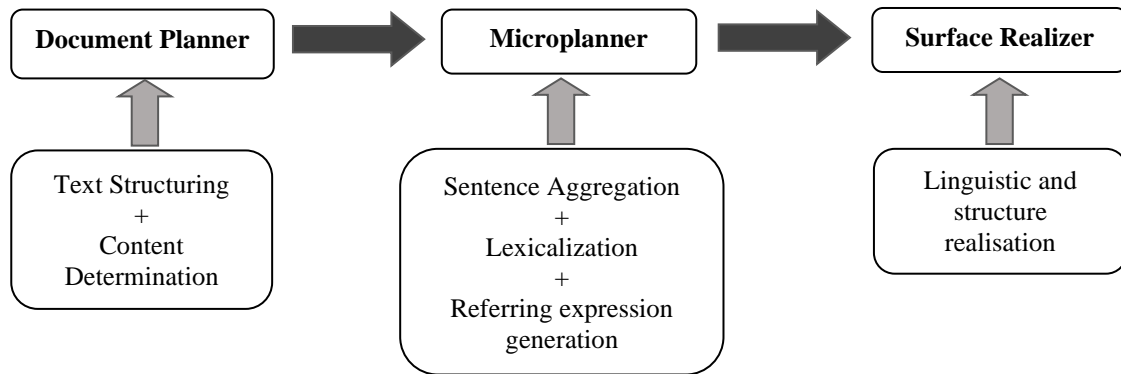 Document Planner
Microplanner
Surface Realizer
Text Structuring
+
Content
Determination
Sentence Aggregation
+
Lexicalization
+
Referring expression
generation
Linguistic and
structure
realisation